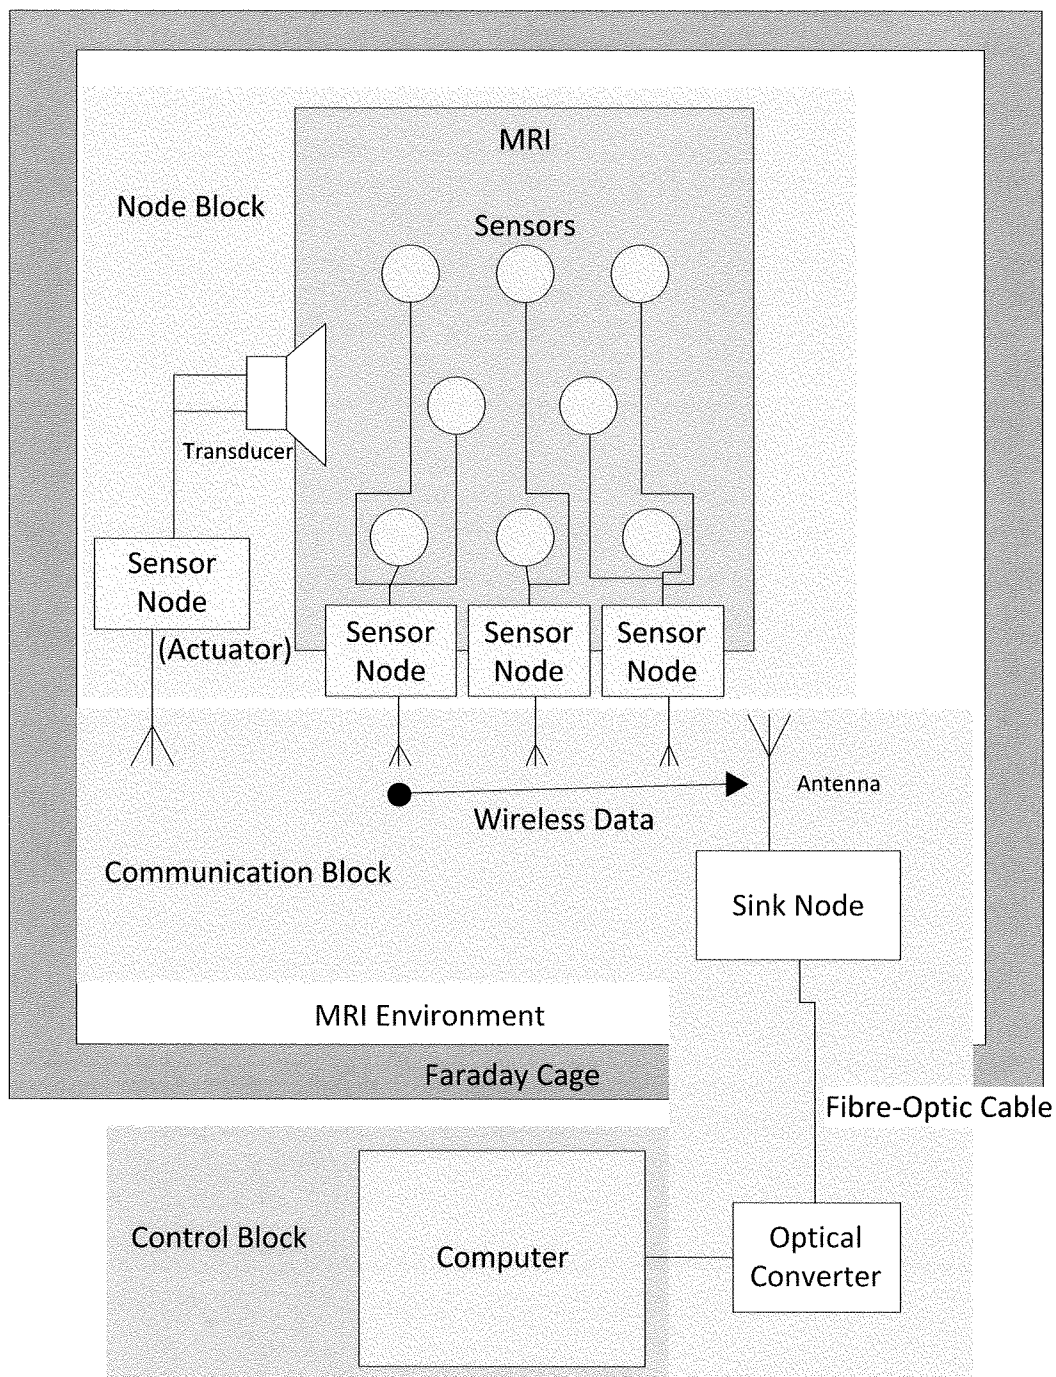 MRI
Node Block
Sensors
Transducer
Sensor
Node
(Actuator)
Sensor
Node
Sensor
Node
Sensor
Node
Antenna
Wireless Data
Communication Block
Sink Node
MRI Environment
Faraday Cage
Fibre-Optic Cable
Control Block
Computer
Optical
Converter